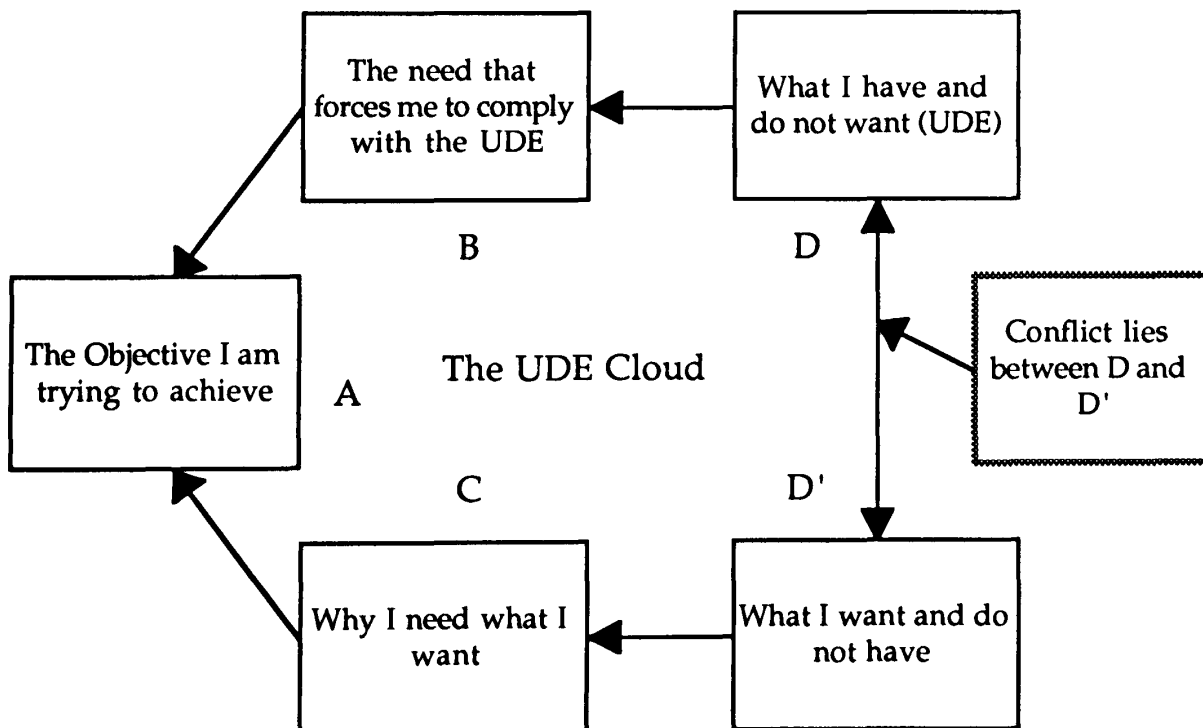 The need that
forces me to comply
with the UDE
What I have and
do not want (UDE)
B
D
The Objective I am
trying to achieve
A
The UDE Cloud
Conflict lies
between D and
D'
C
D'
Why I need what I
want
What I want and do
not have